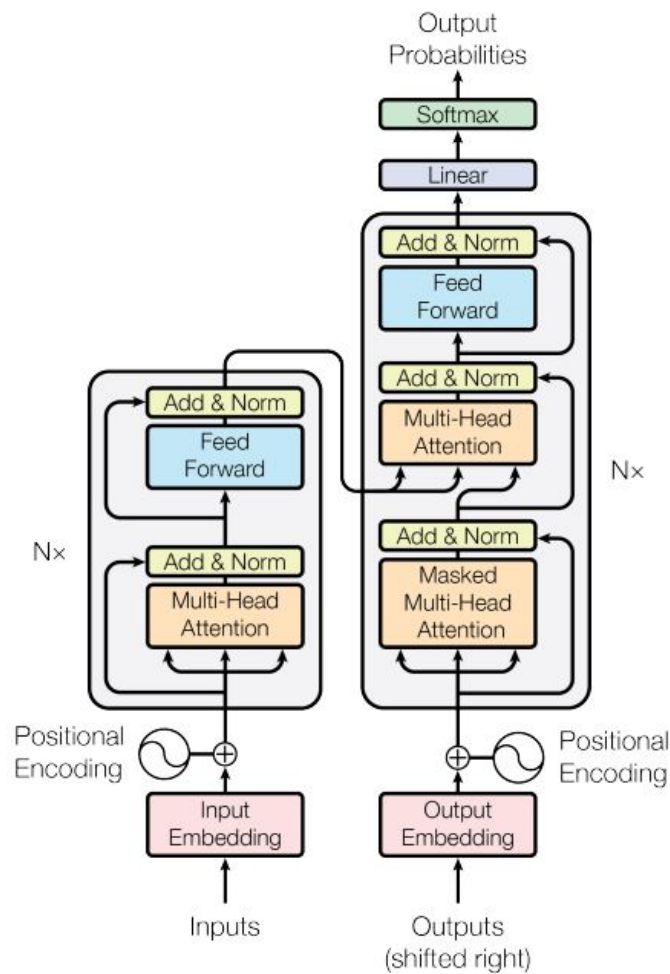 Output
Probabilities
Softmax
Linear
Add & Norm
Feed
Forward
Add & Norm
Multi-Head
Attention
N×
Add & Norm
Masked
Multi-Head
Attention
Add & Norm
Feed
Forward
N×
Add & Norm
Multi-Head
Attention
Positional
Encoding
Positional
Encoding
Input
Embedding
Output
Embedding
Inputs
Outputs
(shifted right)